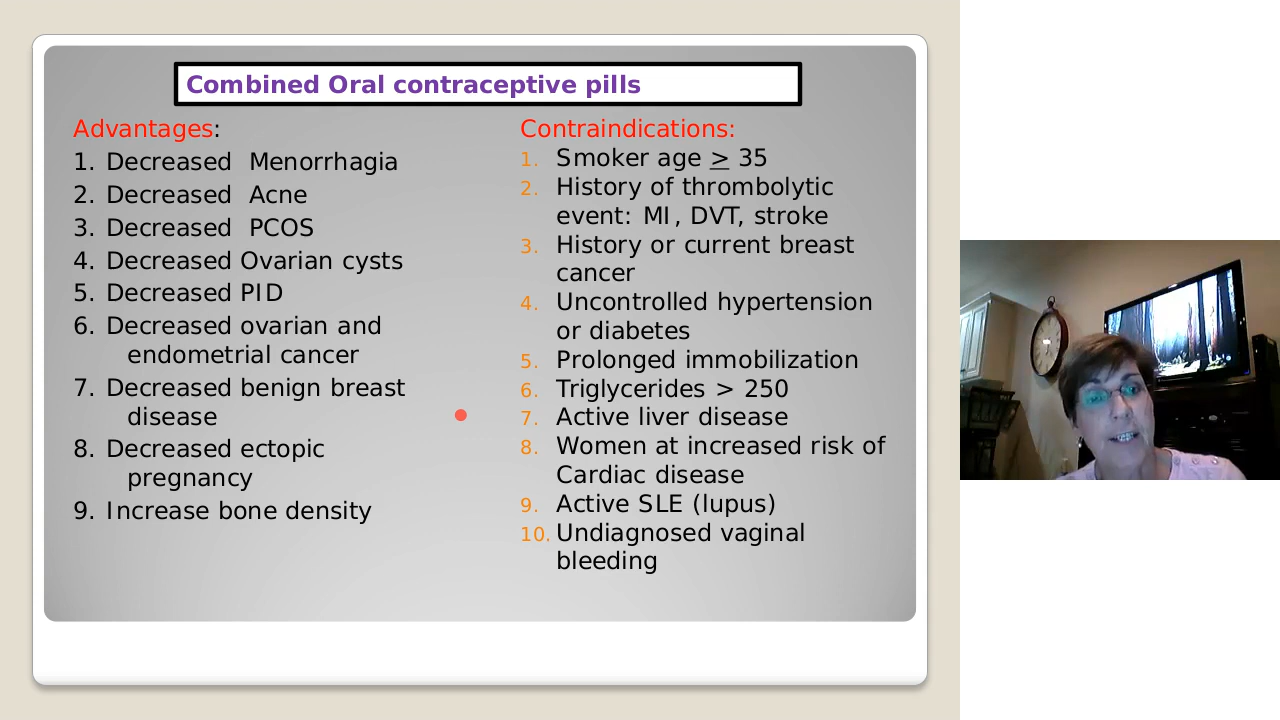 Combined Oral contraceptive pills
Advantages:
1. Decreased Menorrhagia
2. Decreased Acne
3. Decreased PCOS
4. Decreased Ovarian cysts
5. Decreased PID
6. Decreased ovarian and
endometrial cancer
7. Decreased benign breast
disease
8. Decreased ectopic
pregnancy
9. Increase bone density
Contraindications:
1. Smoker age ≥ 35
2. History of thrombolytic
event: MI, DVT, stroke
3. History or current breast
cancer
4. Uncontrolled hypertension
or diabetes
5. Prolonged immobilization
6. Triglycerides > 250
7. Active liver disease
8. Women at increased risk of
Cardiac disease
9. Active SLE (lupus)
10. Undiagnosed vaginal
bleeding